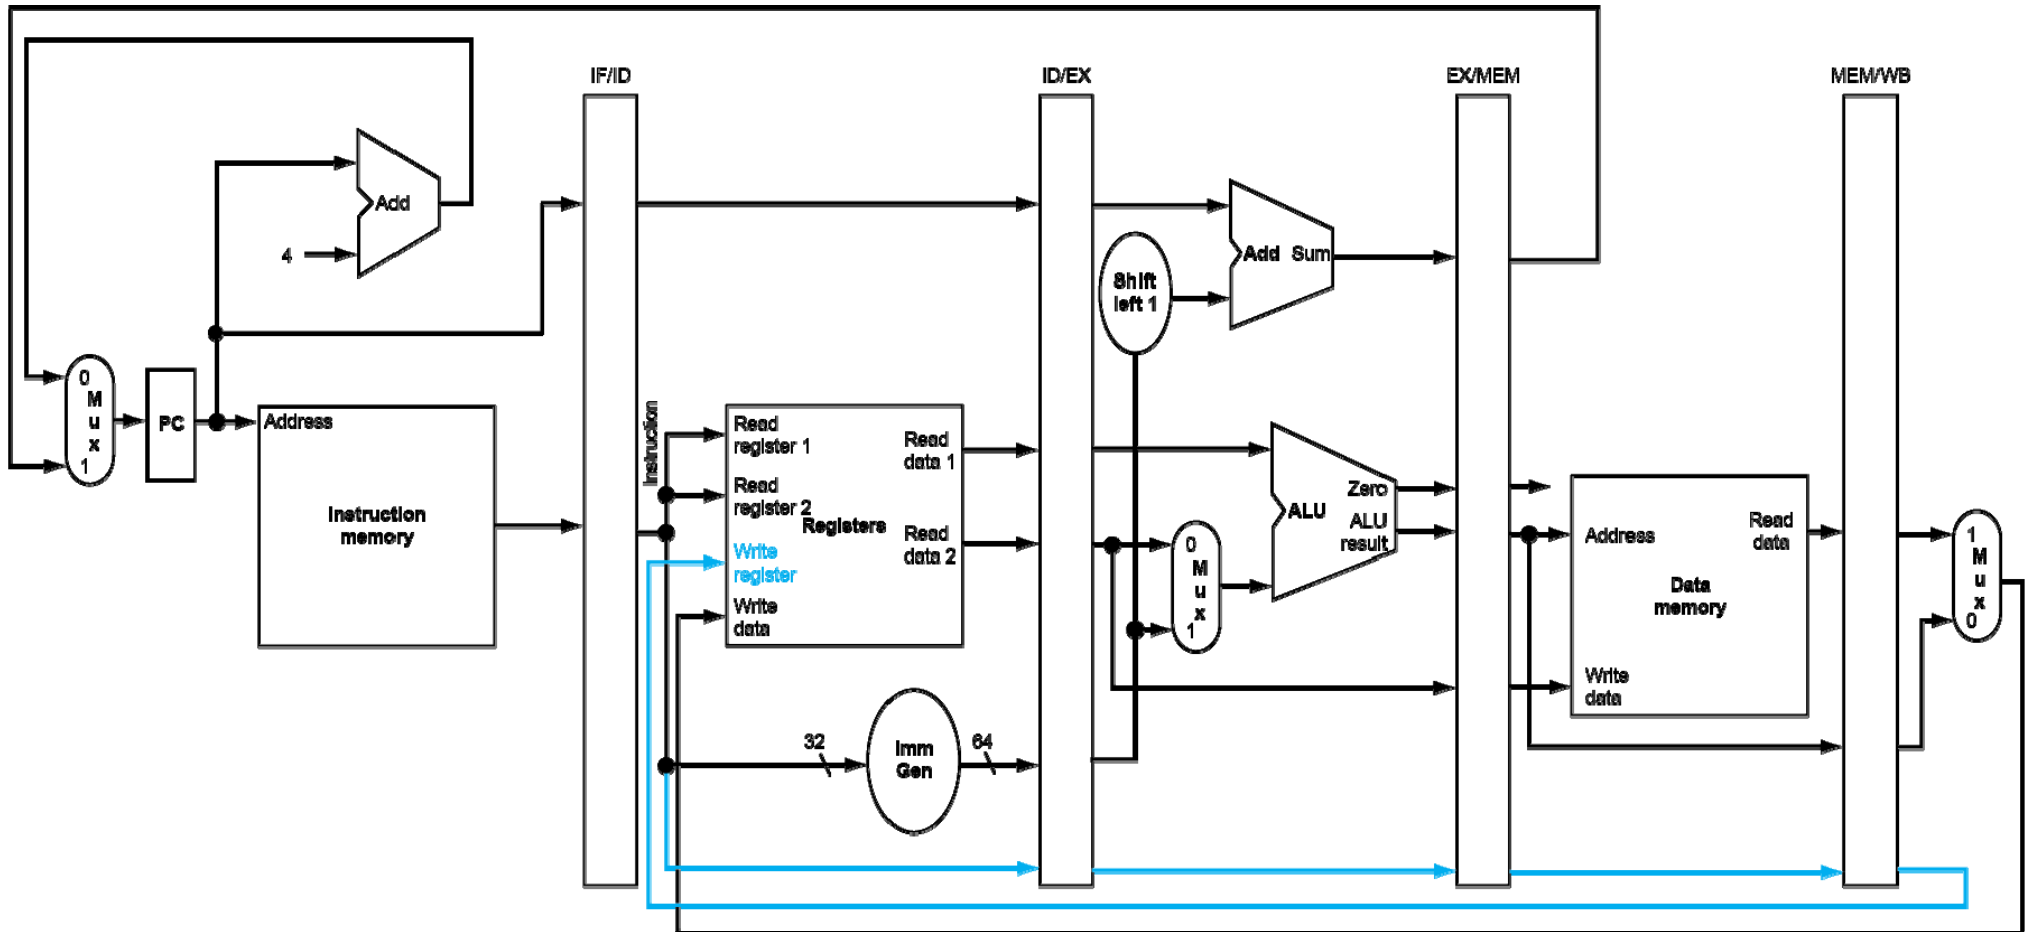 IF/ID
ID/EX
EX/MEM
MEM/WB
Add
4
Add Sum
Shift
left 1
0
M
u
x
1
PC
Address
Instruction
memory
Instruction
Read
register 1
Read
register 2
Registers
Write
register
Write
data
Read
data 1
Read
data 2
0
M
u
x
1
Zero
ALU
ALU
result
Address
Read
data
Data
memory
Write
data
1
M
u
x
0
32
Imm
Gen
64